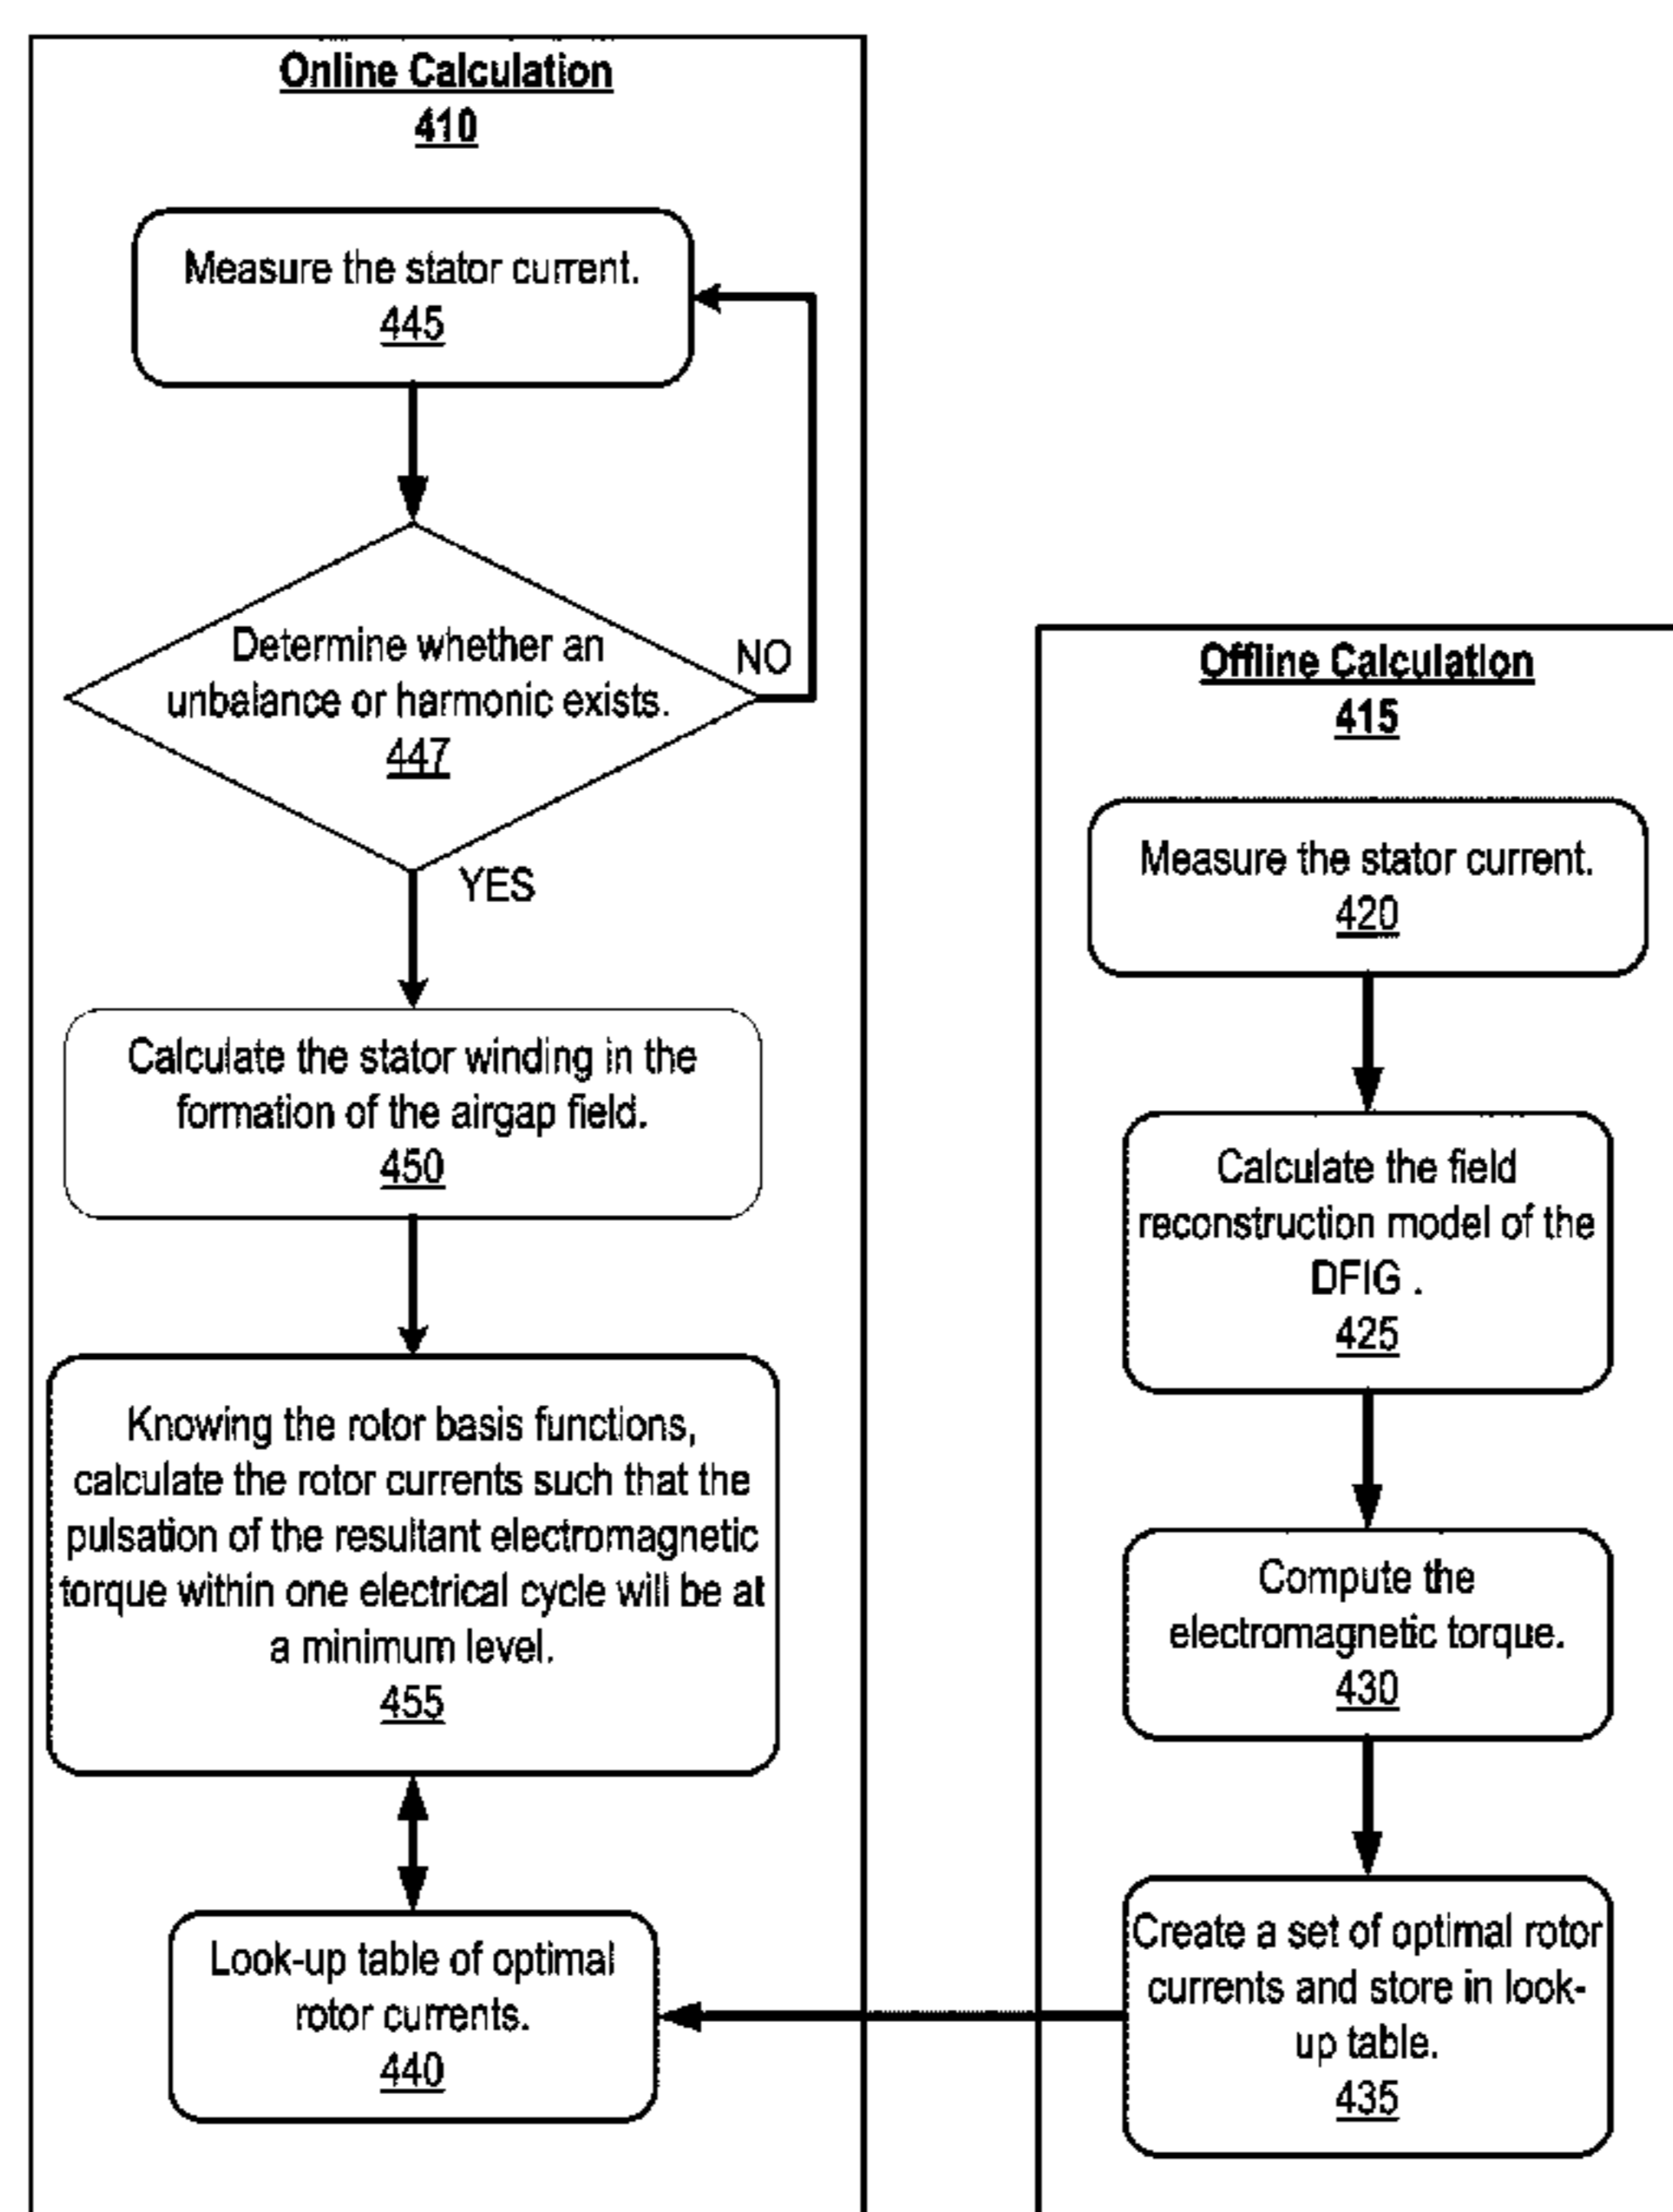 Online Calculation
410
Measure the stator current.
445
Determine whether an
unbalance or harmonic exists.
447
NO
YES
Calculate the stator winding in the
formation of the airgap field.
450
Knowing the rotor basis functions,
calculate the rotor currents such that the
pulsation of the resultant electromagnetic
torque within one electrical cycle will be at
a minimum level.
455
Look-up table of optimal
rotor currents.
440
Offline Calculation
415
Measure the stator current.
420
Calculate the field
reconstruction model of the
DFIG .
425
Compute the
electromagnetic torque.
430
Create a set of optimal rotor
currents and store in look-
up table.
435